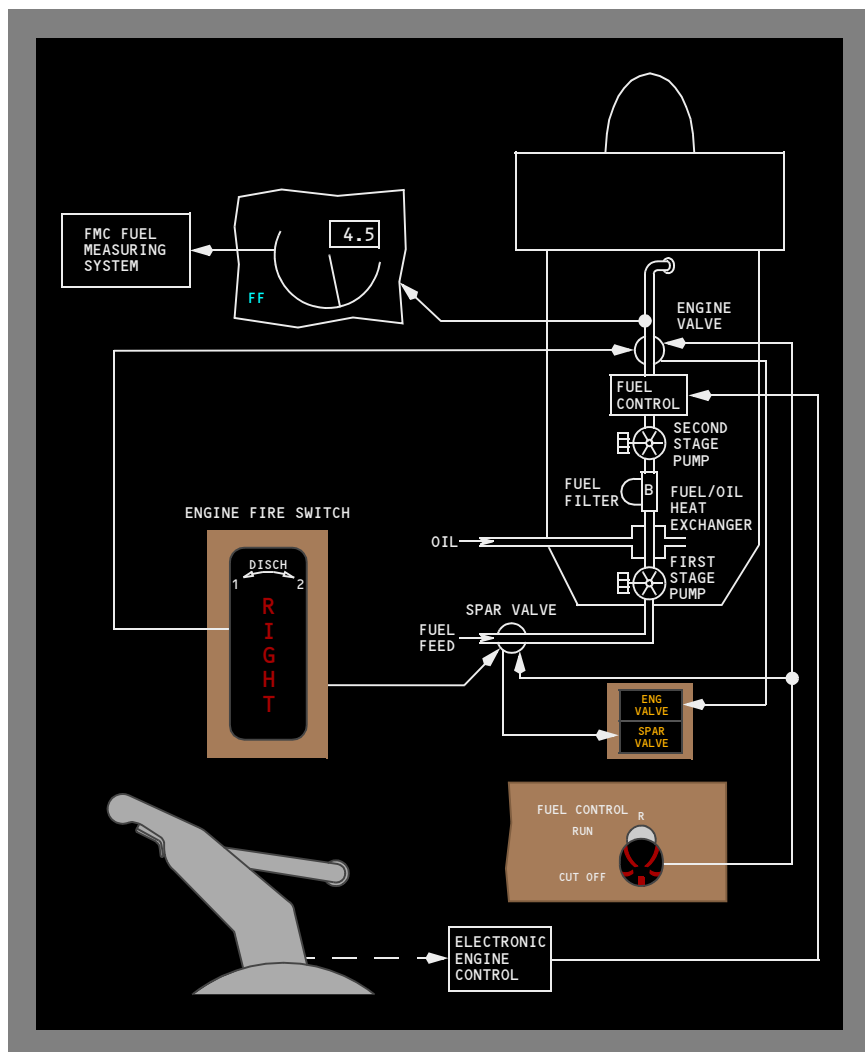 FMC FUEL
MEASURING
SYSTEM
4.5
FF
ENGINE
VALVE
FUEL
CONTROL
SECOND
STAGE
PUMP
FUEL
FILTER
B
FUEL/OIL
HEAT
EXCHANGER
OIL
FIRST
STAGE
PUMP
ENGINE FIRE SWITCH
DISCH
1 2
R
I
G
H
T
SPAR VALVE
FUEL
FEED
ENG
VALVE
SPAR
VALVE
FUEL CONTROL
R
RUN
CUT OFF
ELECTRONIC
ENGINE
CONTROL